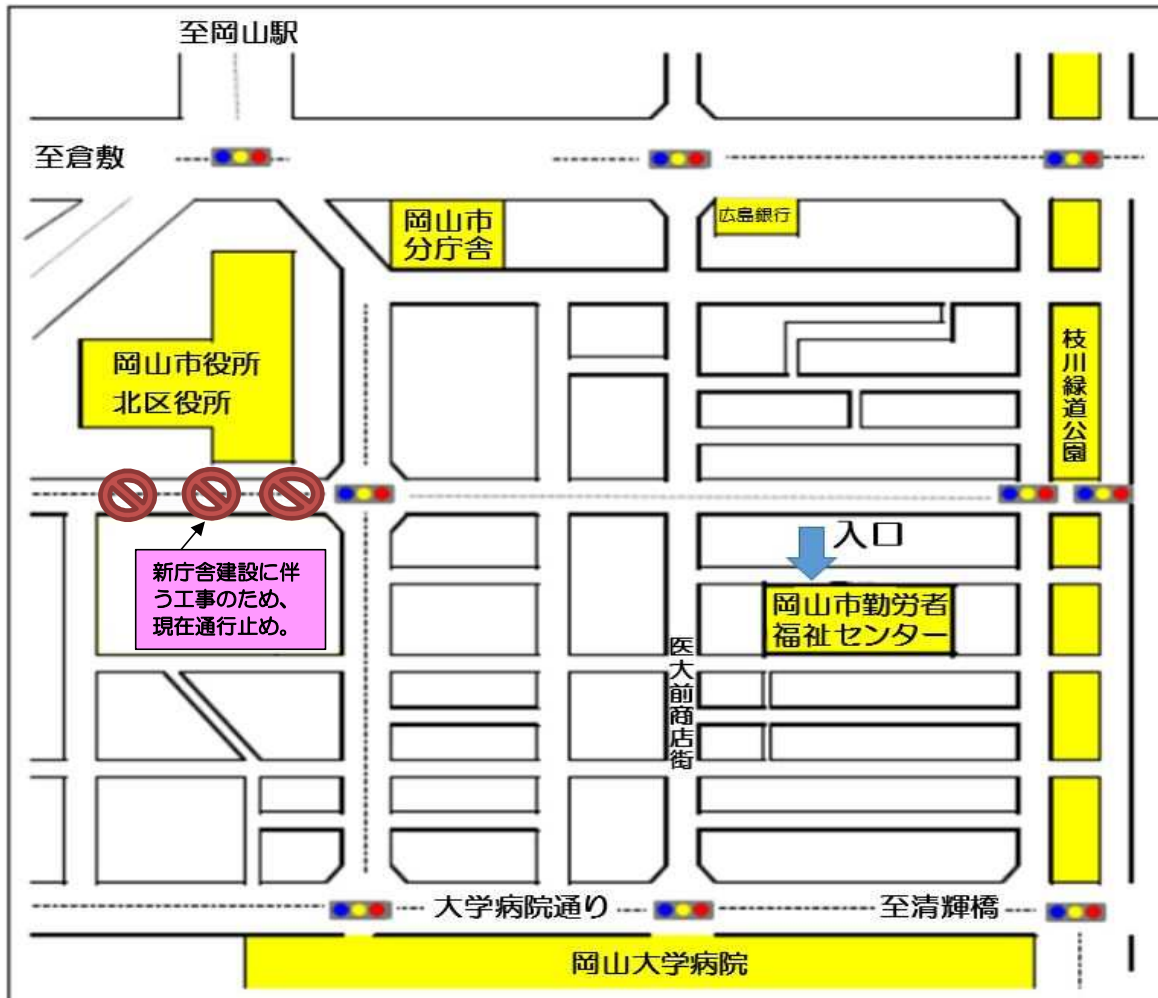 至岡山駅
至倉敷
岡山市
分庁舎
広島銀行
岡山市役所
北区役所
枝川緑道公園
新庁舎建設に伴
う工事のため、
現在通行止め。
入口
岡山市勤労者
福祉センター
医大前商店街
大学病院通り
至清輝橋
岡山大学病院